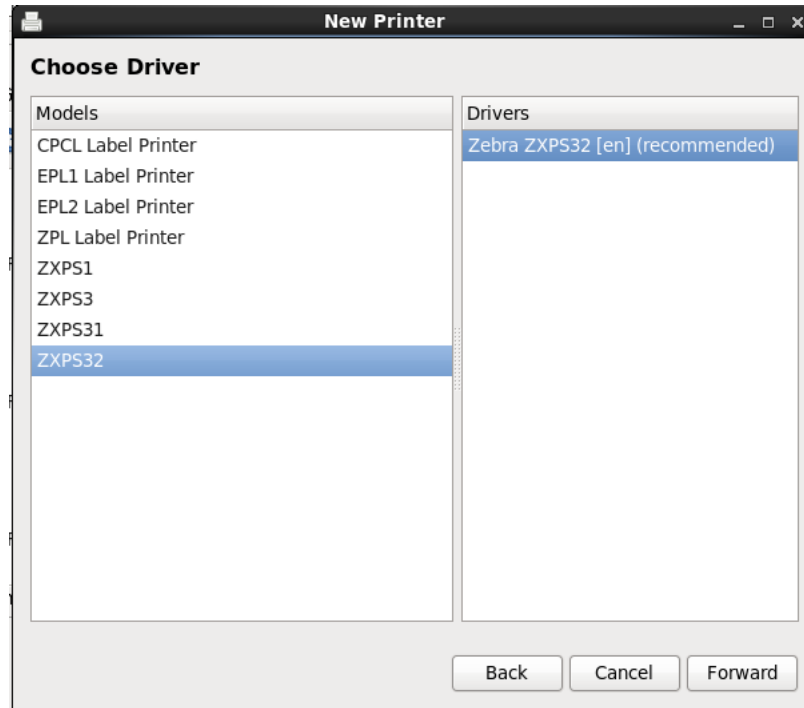 New Printer
Choose Driver
Models
CPCL Label Printer
EPL1 Label Printer
EPL2 Label Printer
ZPL Label Printer
ZXPS1
ZXPS3
ZXPS31
ZXPS32
Drivers
Zebra ZXPS32 [en] (recommended)
Back
Cancel
Forward